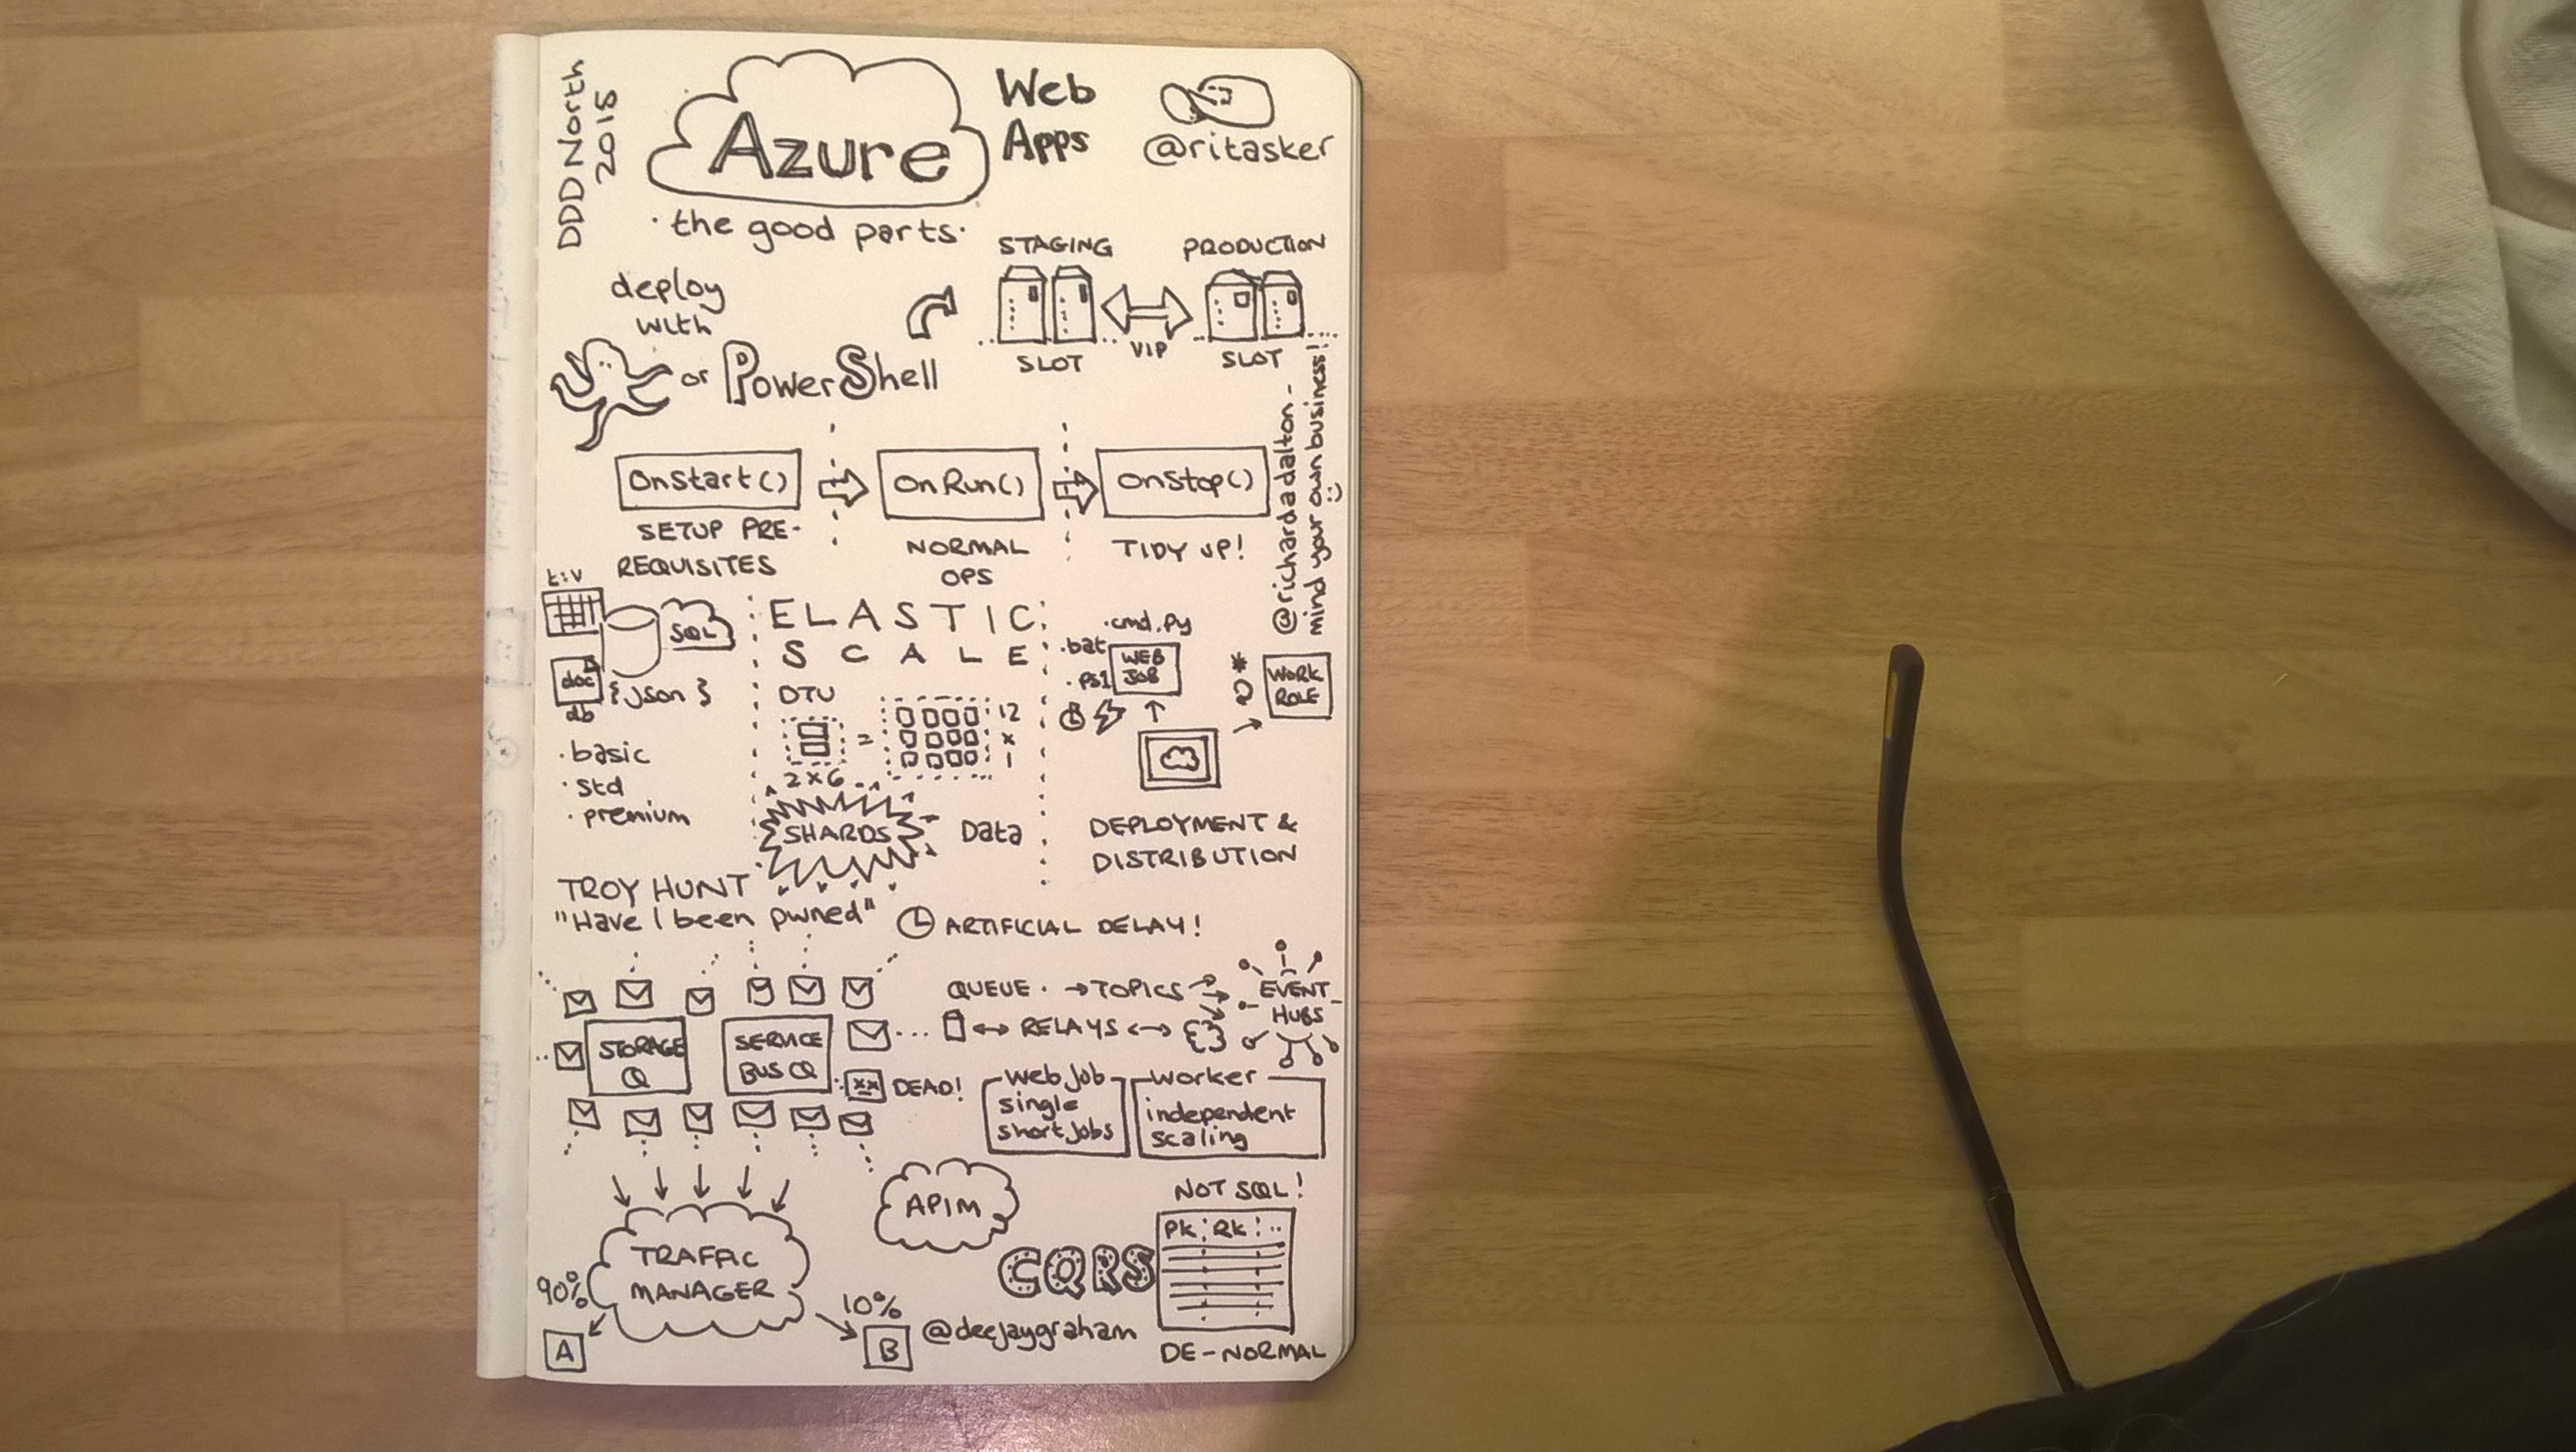 DDD North
2015
Azure
Web
Apps
@ritasker
·the good parts·
deploy
with
or PowerShell
STAGING
SLOT
VIP
PRODUCTION
SLOT
@richardadalton -
mind your own business!
OnStart()
SETUP PRE-
REQUISITES
OnRun()
NORMAL
OPS
OnStop()
TIDY UP!
t:v
SQL
doc
db
{json}
·basic
·std
·premium
ELASTIC
SCALE
DTU
2x6
=
12
x
1
SHARDS
Data
.cmd.py
.bat
.ps1
WEB
JOB
WORK
ROLE
DEPLOYMENT &
DISTRIBUTION
TROY HUNT
"Have I been pwned"
ARTIFICIAL DELAY!
STORAGE
Q
SERVICE
BUS Q
xx
DEAD!
QUEUE · → TOPICS
↔ RELAYS ↔
EVENT
HUBS
Web Job
single
short jobs
Worker
independent
scaling
TRAFFIC
MANAGER
90%
A
10%
B
APIM
CQRS
@deejaygraham
NOT SQL!
PK RK ..
DE-NORMAL